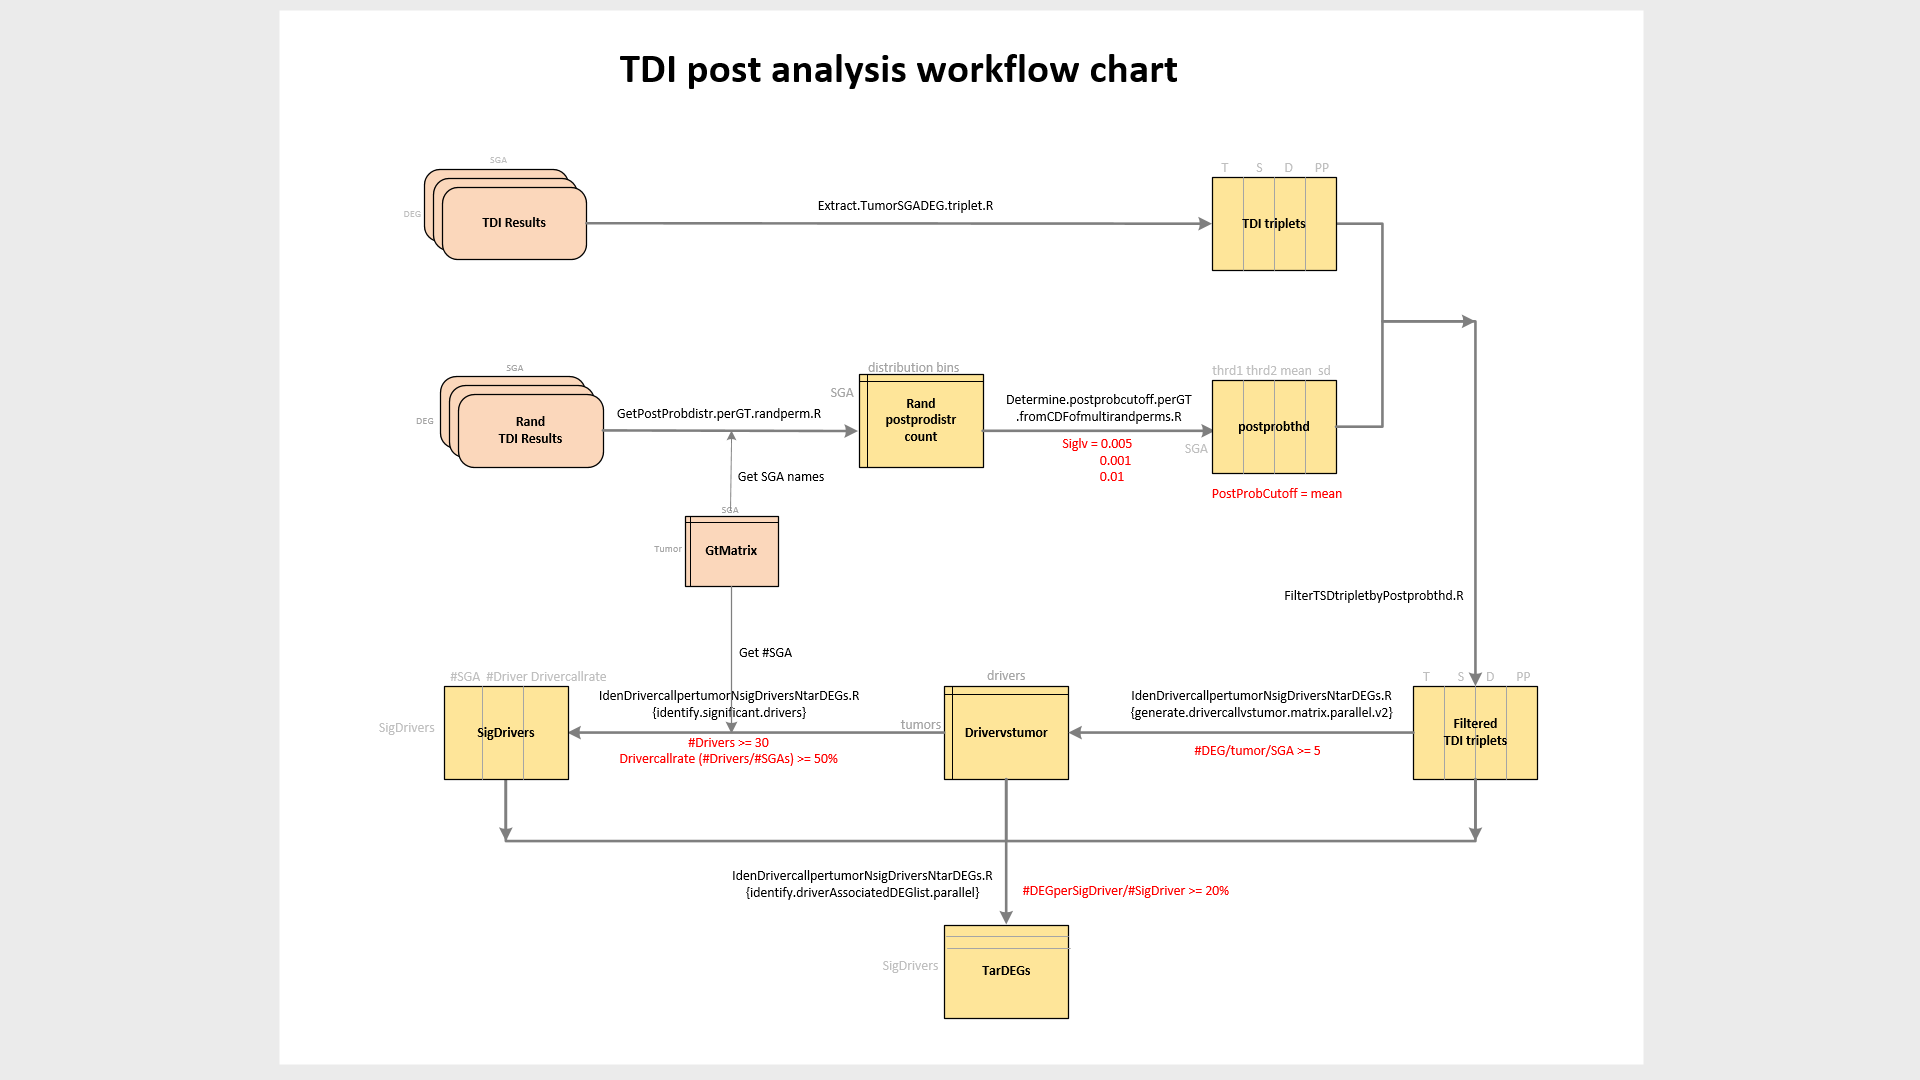 TDI post analysis workflow chart
SGA
DEG
TDI Results
Extract.TumorSGADEG.triplet.R
T S D PP
TDI triplets
SGA
DEG
Rand
TDI Results
GetPostProbdistr.perGT.randperm.R
Get SGA names
distribution bins
SGA
Rand
postprodistr
count
Determine.postprobcutoff.perGT
.fromCDFofmultirandperms.R
Siglv = 0.005
0.001
0.01
thrd1 thrd2 mean sd
SGA
postprobthd
PostProbCutoff = mean
SGA
Tumor
GtMatrix
Get #SGA
FilterTSDtripletbyPostprobthd.R
#SGA #Driver Drivercallrate
SigDrivers
SigDrivers
IdenDrivercallpertumorNsigDriversNtarDEGs.R
{identify.significant.drivers}
#Drivers >= 30
Drivercallrate (#Drivers/#SGAs) >= 50%
drivers
tumors
Drivervstumor
IdenDrivercallpertumorNsigDriversNtarDEGs.R
{generate.drivercallvstumor.matrix.parallel.v2}
#DEG/tumor/SGA >= 5
T S D PP
Filtered
TDI triplets
IdenDrivercallpertumorNsigDriversNtarDEGs.R
{identify.driverAssociatedDEGlist.parallel}
#DEGperSigDriver/#SigDriver >= 20%
SigDrivers
TarDEGs